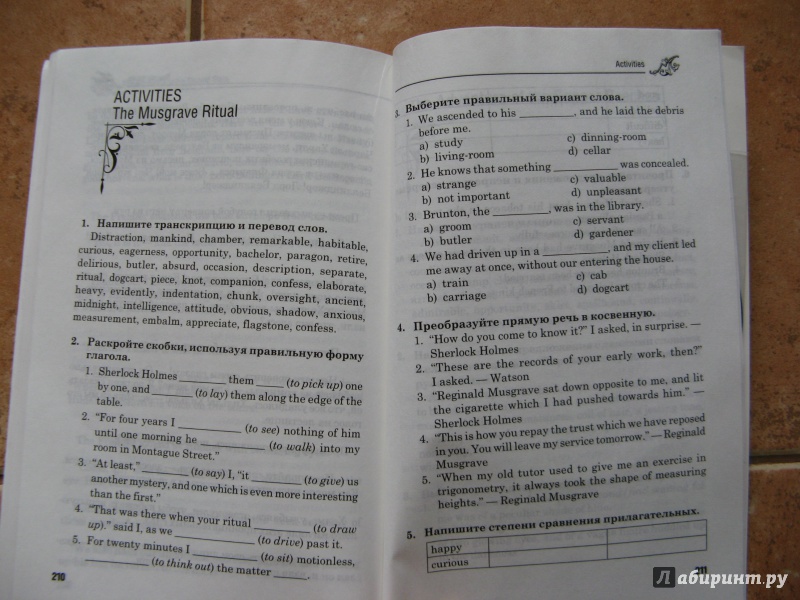 ACTIVITIES
The Musgrave Ritual
1. Напишите транскрипцию и перевод слов.
Distraction, mankind, chamber, remarkable, habitable,
curious, eagerness, opportunity, bachelor, paragon, retire,
delirious, butler, absurd, occasion, description, separate,
ritual, dogcart, piece, knot, companion, confess, elaborate,
heavy, evidently, indentation, chunk, oversight, ancient,
midnight, intelligence, attitude, obvious, shadow, anxious,
measurement, embalm, appreciate, flagstone, confess.
2. Раскройте скобки, используя правильную форму
глагола.
1. Sherlock Holmes ________ them _____ (to pick up) one
by one, and _______ (to lay) them along the edge of the
table.
2. "For four years I __________ (to see) nothing of him
until one morning he __________ (to walk) into my
room in Montague Street."
3. "At least," ________ (to say) I, "it ________ (to give) us
another mystery, and one which is even more interesting
than the first."
4. "That was there when your ritual ________ (to draw
up)." said I, as we ________ (to drive) past it.
5. For twenty minutes I __________ (to sit) motionless,
__________ (to think out) the matter _____.
210
Activities
3. Выберите правильный вариант слова.
1. We ascended to his ________, and he laid the debris
before me.
a) study c) dinning-room
b) living-room d) cellar
2. He knows that something _________ was concealed.
a) strange c) valuable
b) not important d) unpleasant
3. Brunton, the ________, was in the library.
a) groom c) servant
b) butler d) gardener
4. We had driven up in a _________, and my client led
me away at once, without our entering the house.
a) train c) cab
b) carriage d) dogcart
4. Преобразуйте прямую речь в косвенную.
1. "How do you come to know it?" I asked, in surprise. —
Sherlock Holmes
2. "These are the records of your early work, then?"
I asked. — Watson
3. "Reginald Musgrave sat down opposite to me, and lit
the cigarette which I had pushed towards him." —
Sherlock Holmes
4. "This is how you repay the trust which we have reposed
in you. You will leave my service tomorrow." — Reginald
Musgrave
5. "When my old tutor used to give me an exercise in
trigonometry, it always took the shape of measuring
heights." — Reginald Musgrave
5. Напишите степени сравнения прилагательных.
happy
curious
211
Лабиринт.ру